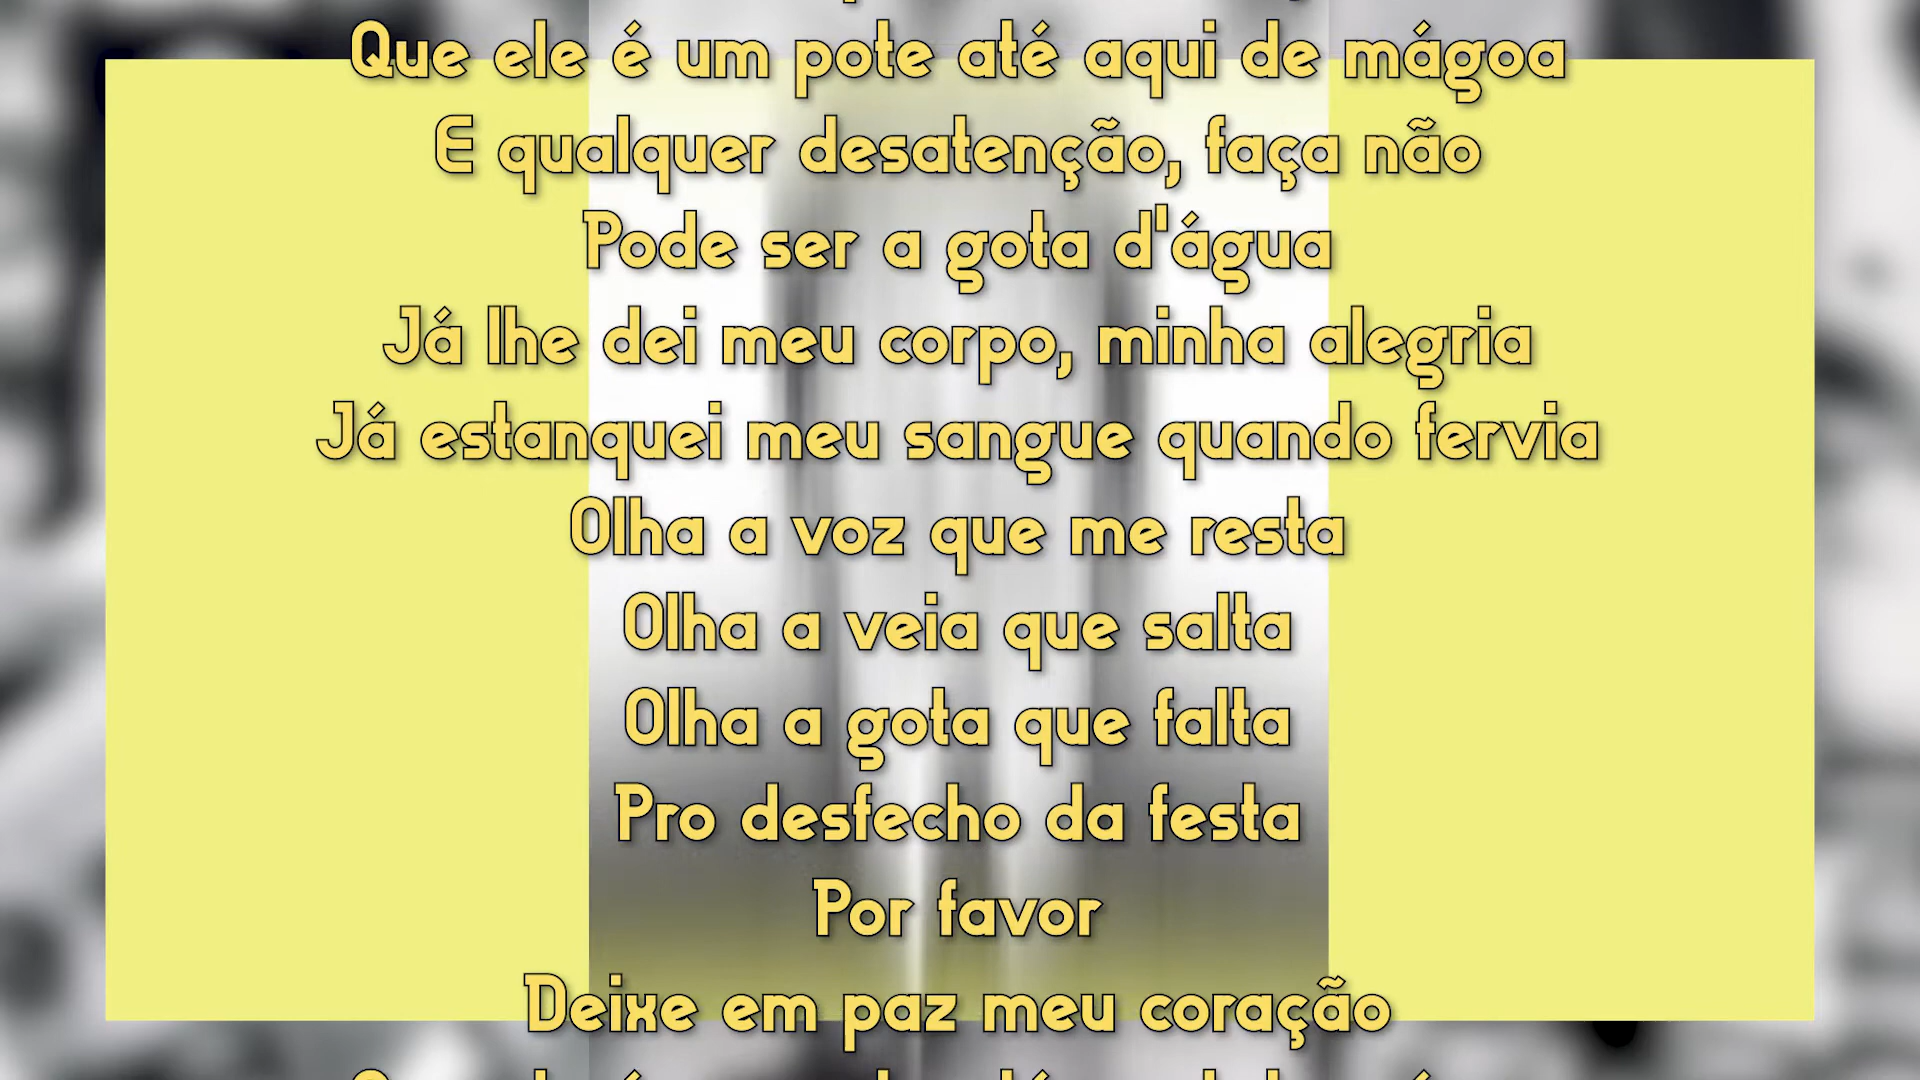 Que ele é um pote até aqui de mágoa
E qualquer desatenção, faça não
Pode ser a gota d'água
Já lhe dei meu corpo, minha alegria
Já estanquei meu sangue quando fervia
Olha a voz que me resta
Olha a veia que salta
Olha a gota que falta
Pro desfecho da festa
Por favor
Deixe em paz meu coração